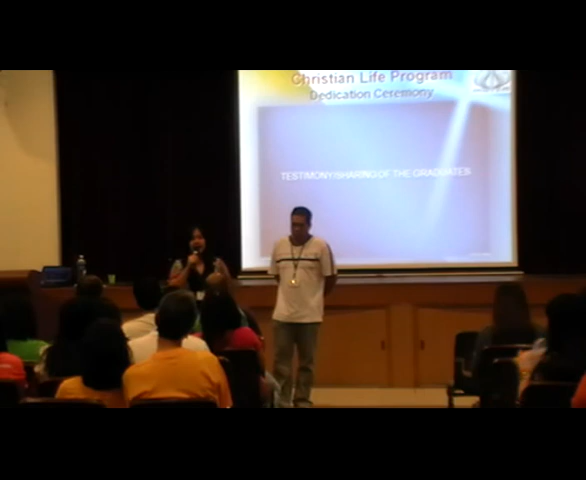 Christian Life Program
Dedication Ceremony
TESTIMONY/SHARING OF THE GRADUATES